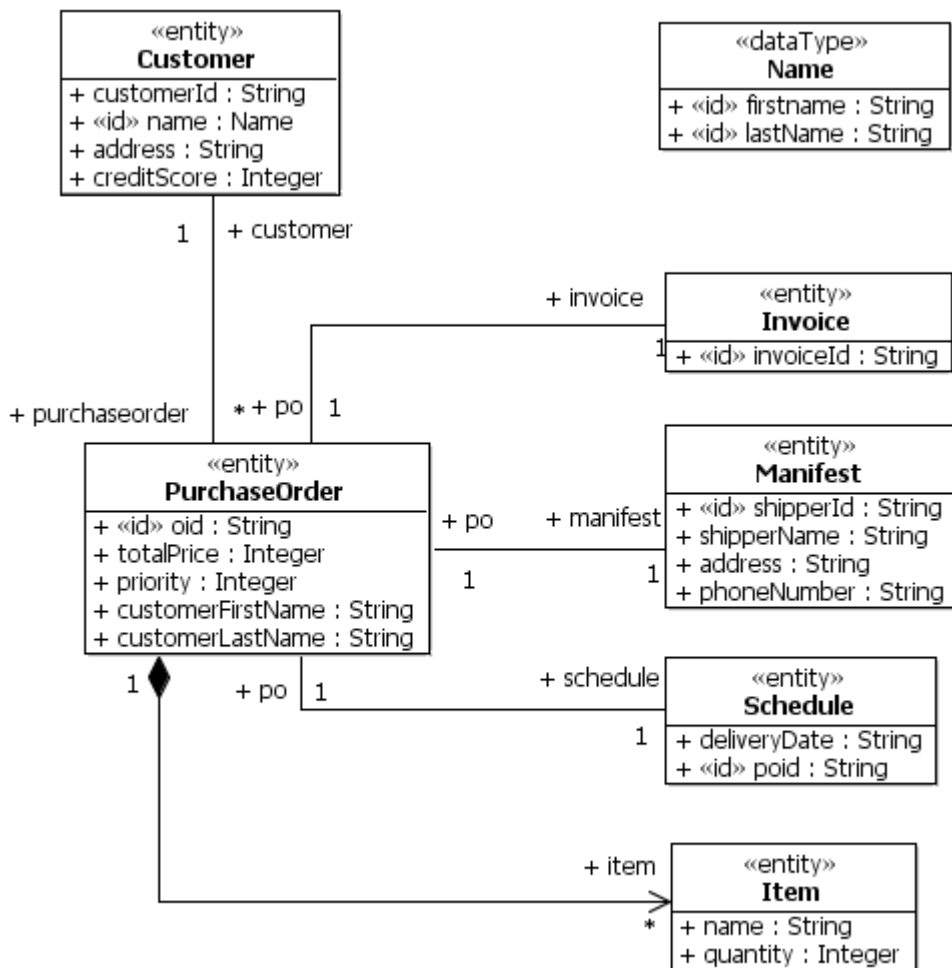 «entity»
Customer
+ customerId : String
+ «id» name : Name
+ address : String
+ creditScore : Integer
«dataType»
Name
+ «id» firstname : String
+ «id» lastName : String
1
+ customer
+ invoice
«entity»
Invoice
1
+ «id» invoiceId : String
+ purchaseorder
*
+ po
1
«entity»
PurchaseOrder
+ «id» oid : String
+ totalPrice : Integer
+ priority : Integer
+ customerFirstName : String
+ customerLastName : String
+ po
1
+ manifest
1
«entity»
Manifest
+ «id» shipperId : String
+ shipperName : String
+ address : String
+ phoneNumber : String
1
+ po
1
+ schedule
1
«entity»
Schedule
+ deliveryDate : String
+ «id» poid : String
+ item
*
«entity»
Item
+ name : String
+ quantity : Integer